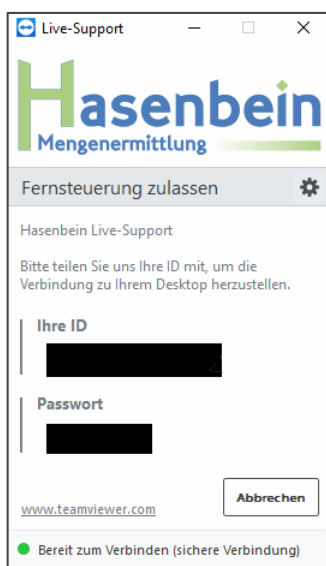 Live-Support
Hasenbein
Mengenermittlung
Fernsteuerung zulassen
Hasenbein Live-Support
Bitte teilen Sie uns Ihre ID mit, um die
Verbindung zu Ihrem Desktop herzustellen.
Ihre ID
Passwort
Abbrechen
www.teamviewer.com
Bereit zum Verbinden (sichere Verbindung)